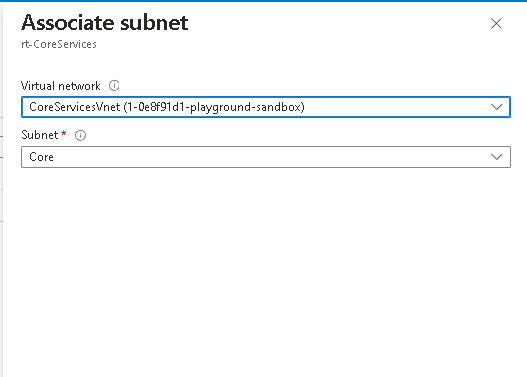 Associate subnet
rt-CoreServices
Virtual network
CoreServicesVnet (1-0e8f91d1-playground-sandbox)
Subnet *
Core